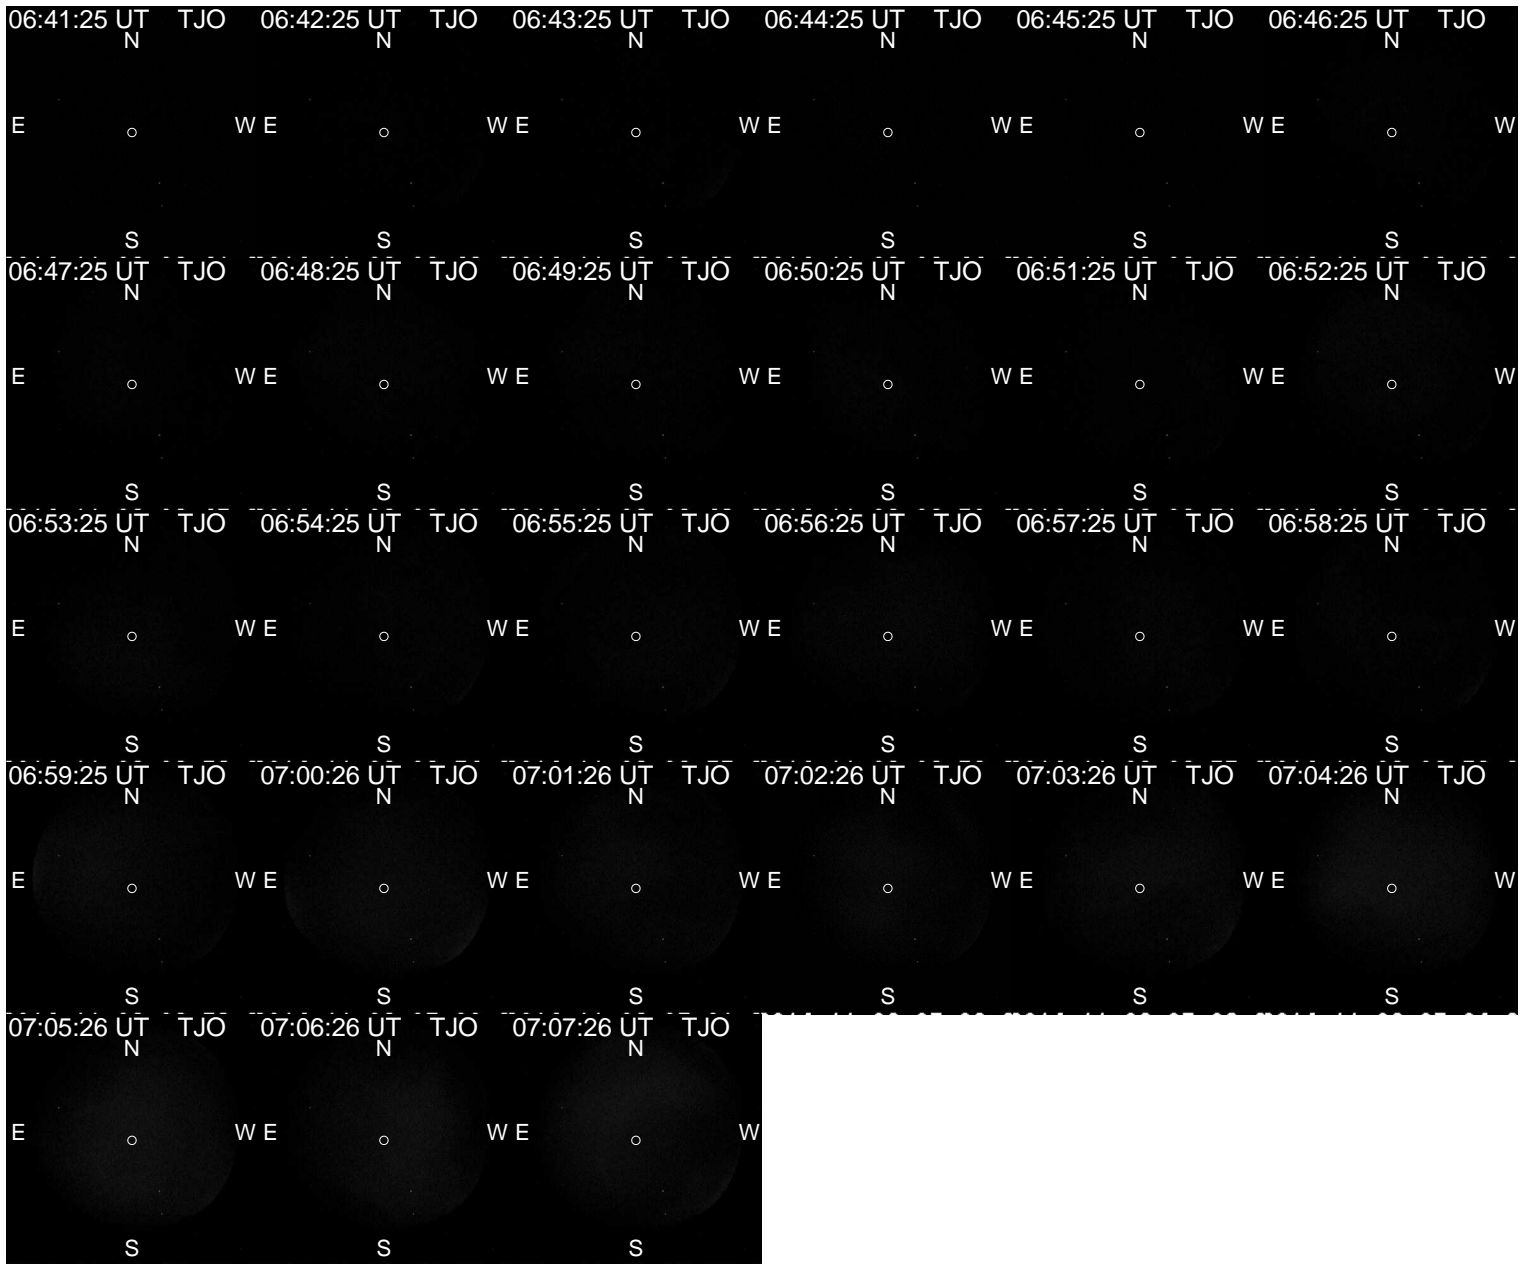 06:41:25 UT TJO 06:42:25 UT TJO 06:43:25 UT TJO 06:44:25 UT TJO 06:45:25 UT TJO 06:46:25 UT TJO
N N N N N N
E W E W E W E W E W E W
S S S S S S
06:47:25 UT TJO 06:48:25 UT TJO 06:49:25 UT TJO 06:50:25 UT TJO 06:51:25 UT TJO 06:52:25 UT TJO
N N N N N N
E W E W E W E W E W E W
S S S S S S
06:53:25 UT TJO 06:54:25 UT TJO 06:55:25 UT TJO 06:56:25 UT TJO 06:57:25 UT TJO 06:58:25 UT TJO
N N N N N N
E W E W E W E W E W E W
S S S S S S
06:59:25 UT TJO 07:00:26 UT TJO 07:01:26 UT TJO 07:02:26 UT TJO 07:03:26 UT TJO 07:04:26 UT TJO
N N N N N N
E W E W E W E W E W E W
S S S S S S
07:05:26 UT TJO 07:06:26 UT TJO 07:07:26 UT TJO
N N N
E W E W E W
S S S